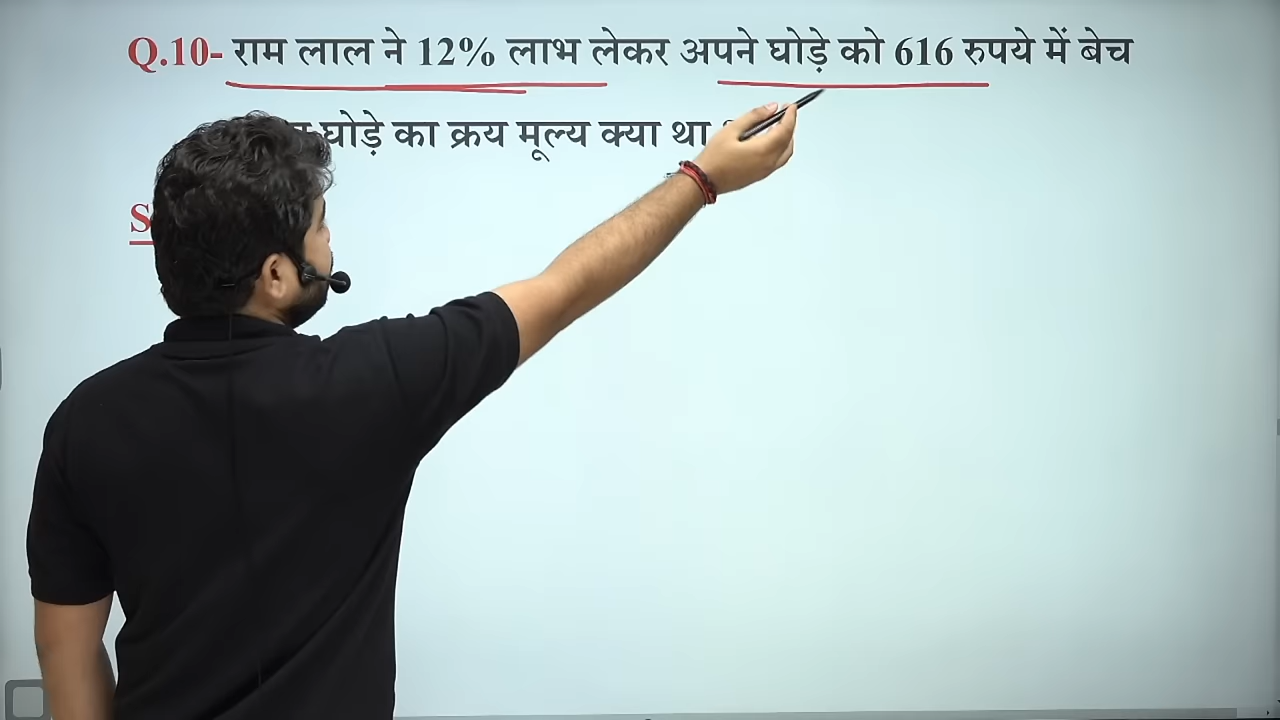 Q.10- राम लाल ने 12% लाभ लेकर अपने घोड़े को 616 रुपये में बेच
घोड़े का क्रय मूल्य क्या था
S